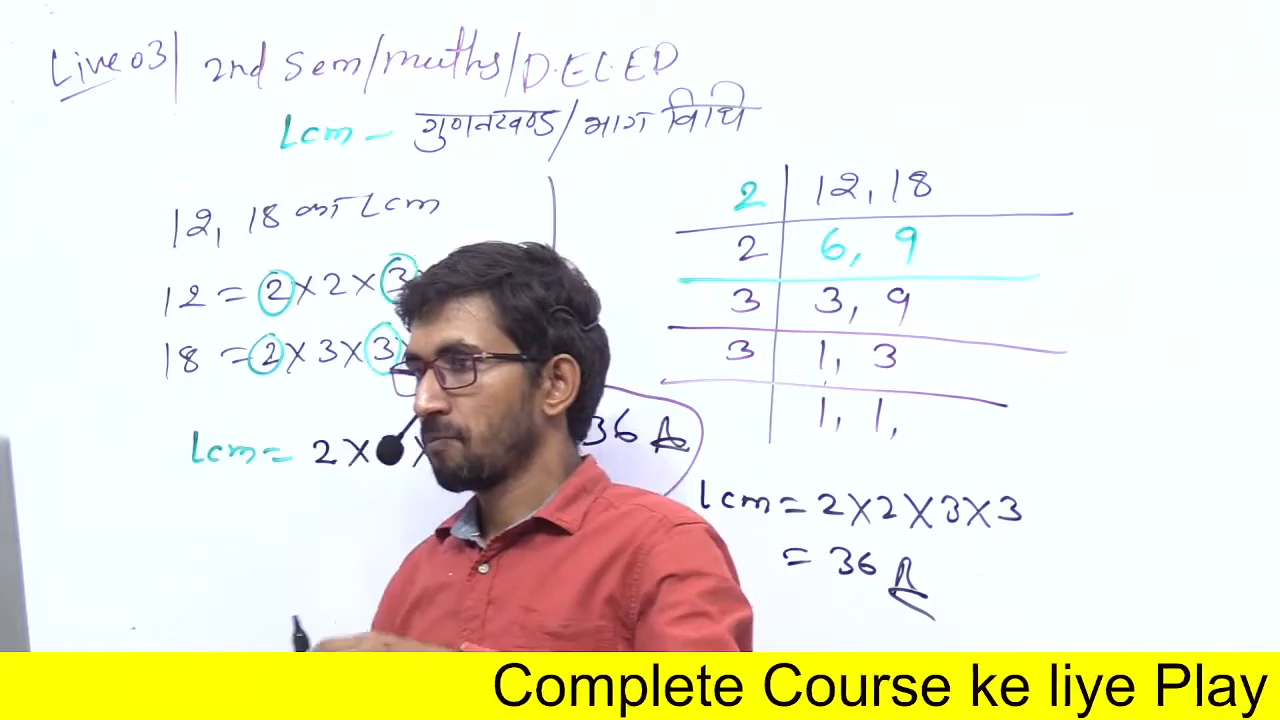 Live 03| 2nd Sem/maths/D.EL.ED
Lcm - गुणनखण्ड/भाग विधि
12, 18 का Lcm
12 = 2 × 2 × 3
18 = 2 × 3 × 3
Lcm = 2 ×
36 A
2 | 12, 18
2 | 6, 9
3 | 3, 9
3 | 1, 3
1, 1,
Lcm = 2 × 2 × 3 × 3
= 36 A
Complete Course ke liye Play